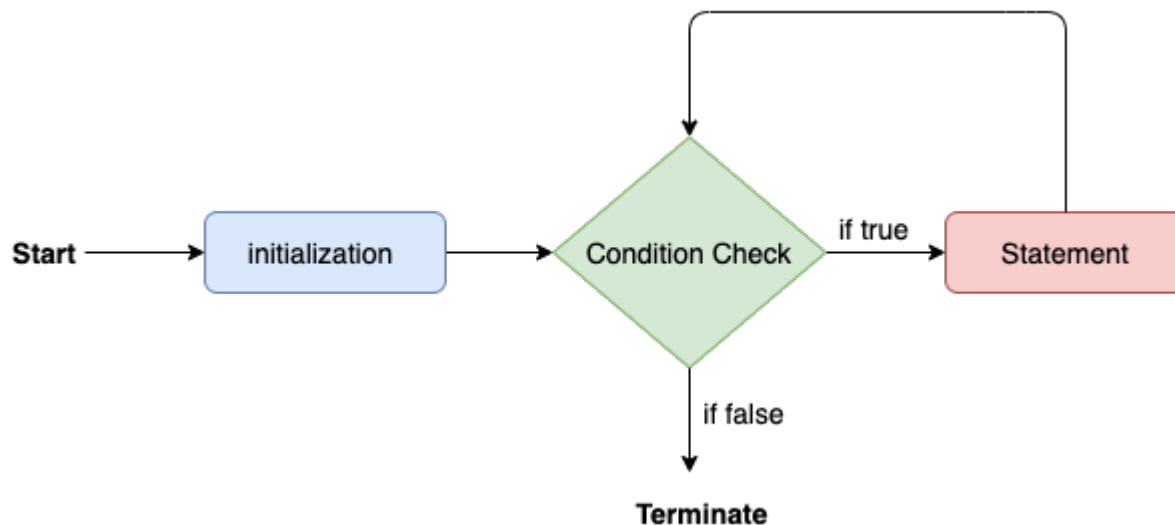 Start
initialization
Condition Check
if true
Statement
if false
Terminate